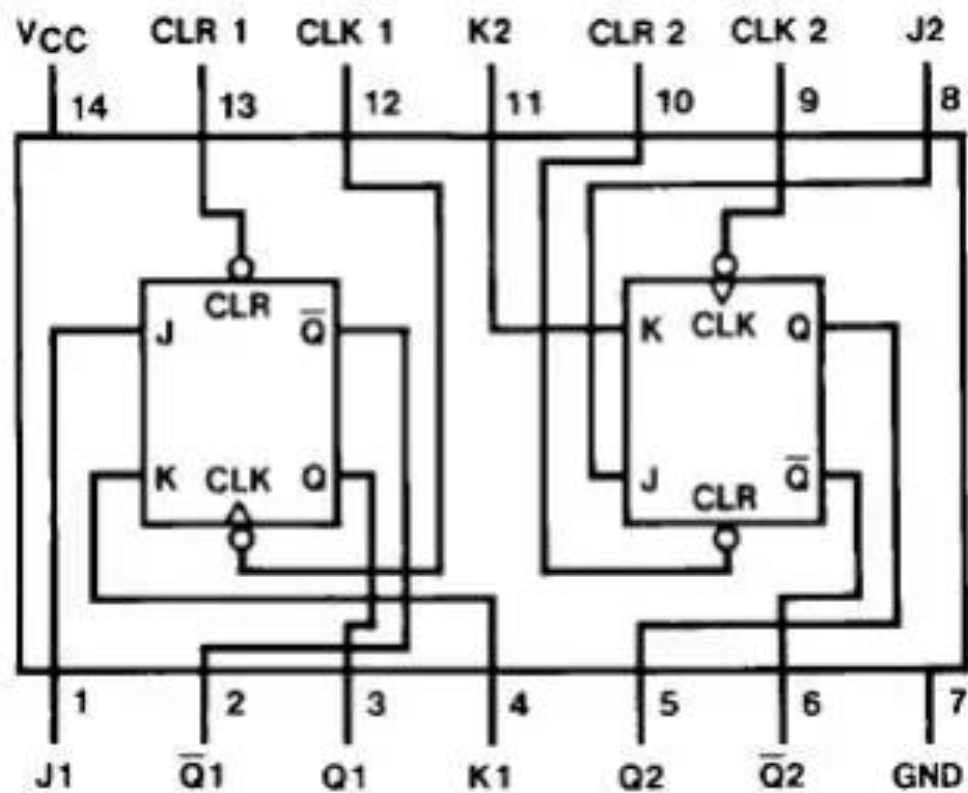 VCC CLR 1 CLK 1 K2 CLR 2 CLK 2 J2
14 13 12 11 10 9 8
CLR CLK
J Q̅ K Q
K CLK Q J CLR Q̅
1 2 3 4 5 6 7
J1 Q̅1 Q1 K1 Q2 Q̅2 GND